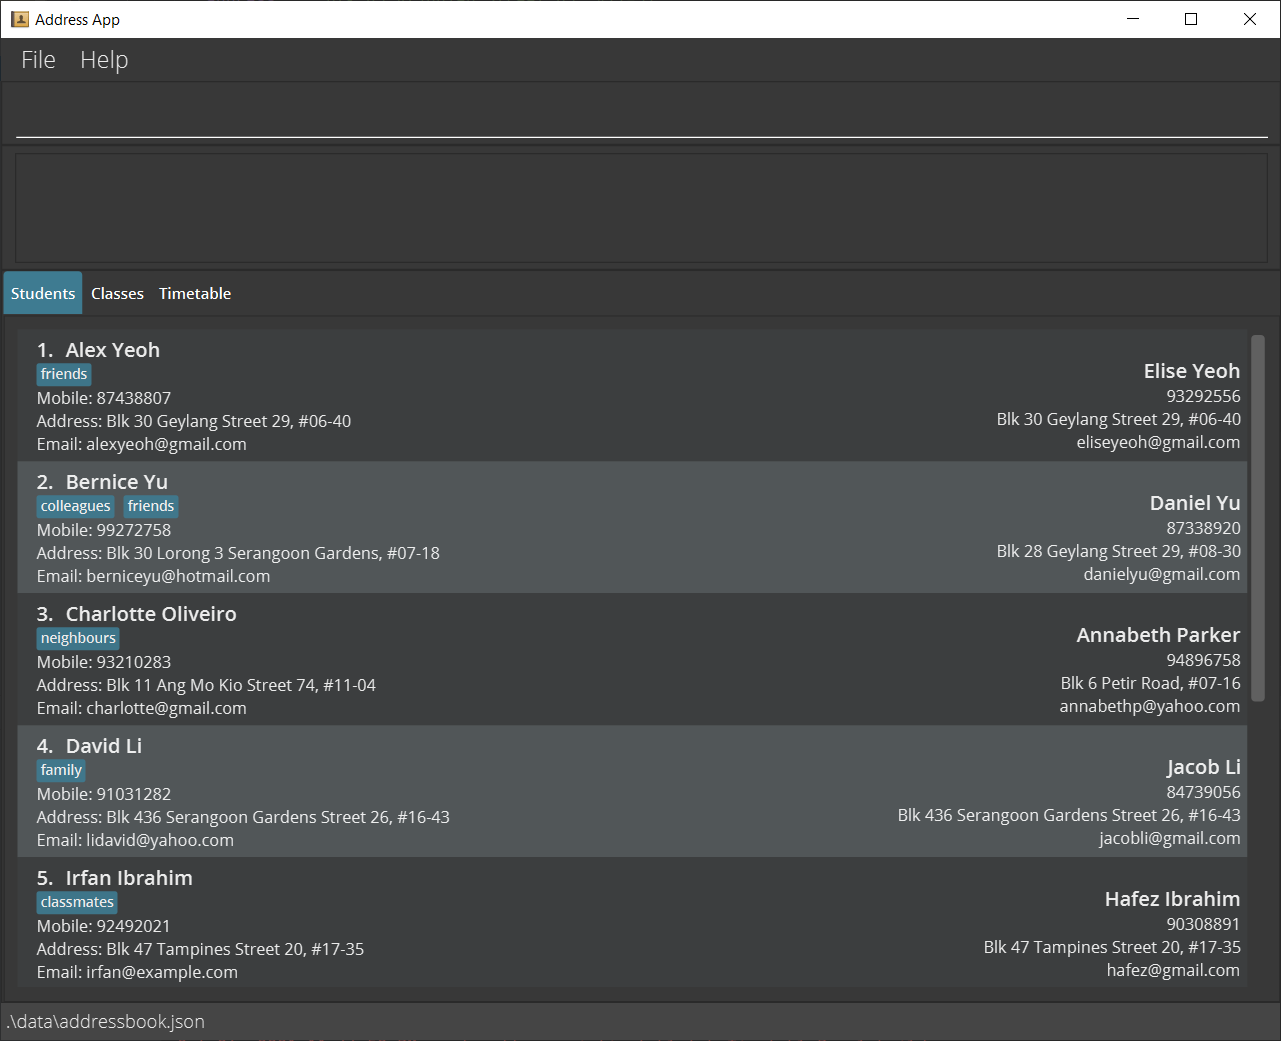 Address App
File Help
Students Classes Timetable
1. Alex Yeoh
friends
Mobile: 87438807
Address: Blk 30 Geylang Street 29, #06-40
Email: alexyeoh@gmail.com
Elise Yeoh
93292556
Blk 30 Geylang Street 29, #06-40
eliseyeoh@gmail.com
2. Bernice Yu
colleagues friends
Mobile: 99272758
Address: Blk 30 Lorong 3 Serangoon Gardens, #07-18
Email: berniceyu@hotmail.com
Daniel Yu
87338920
Blk 28 Geylang Street 29, #08-30
danielyu@gmail.com
3. Charlotte Oliveiro
neighbours
Mobile: 93210283
Address: Blk 11 Ang Mo Kio Street 74, #11-04
Email: charlotte@gmail.com
Annabeth Parker
94896758
Blk 6 Petir Road, #07-16
annabethp@yahoo.com
4. David Li
family
Mobile: 91031282
Address: Blk 436 Serangoon Gardens Street 26, #16-43
Email: lidavid@yahoo.com
Jacob Li
84739056
Blk 436 Serangoon Gardens Street 26, #16-43
jacobli@gmail.com
5. Irfan Ibrahim
classmates
Mobile: 92492021
Address: Blk 47 Tampines Street 20, #17-35
Email: irfan@example.com
Hafez Ibrahim
90308891
Blk 47 Tampines Street 20, #17-35
hafez@gmail.com
.\data\addressbook.json